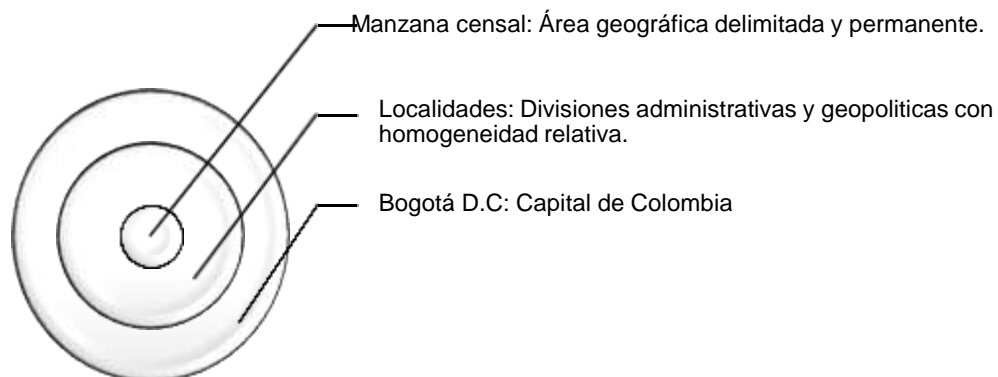 Manzana censal: Área geográfica delimitada y permanente.
Localidades: Divisiones administrativas y geopoliticas con
homogeneidad relativa.
Bogotá D.C: Capital de Colombia